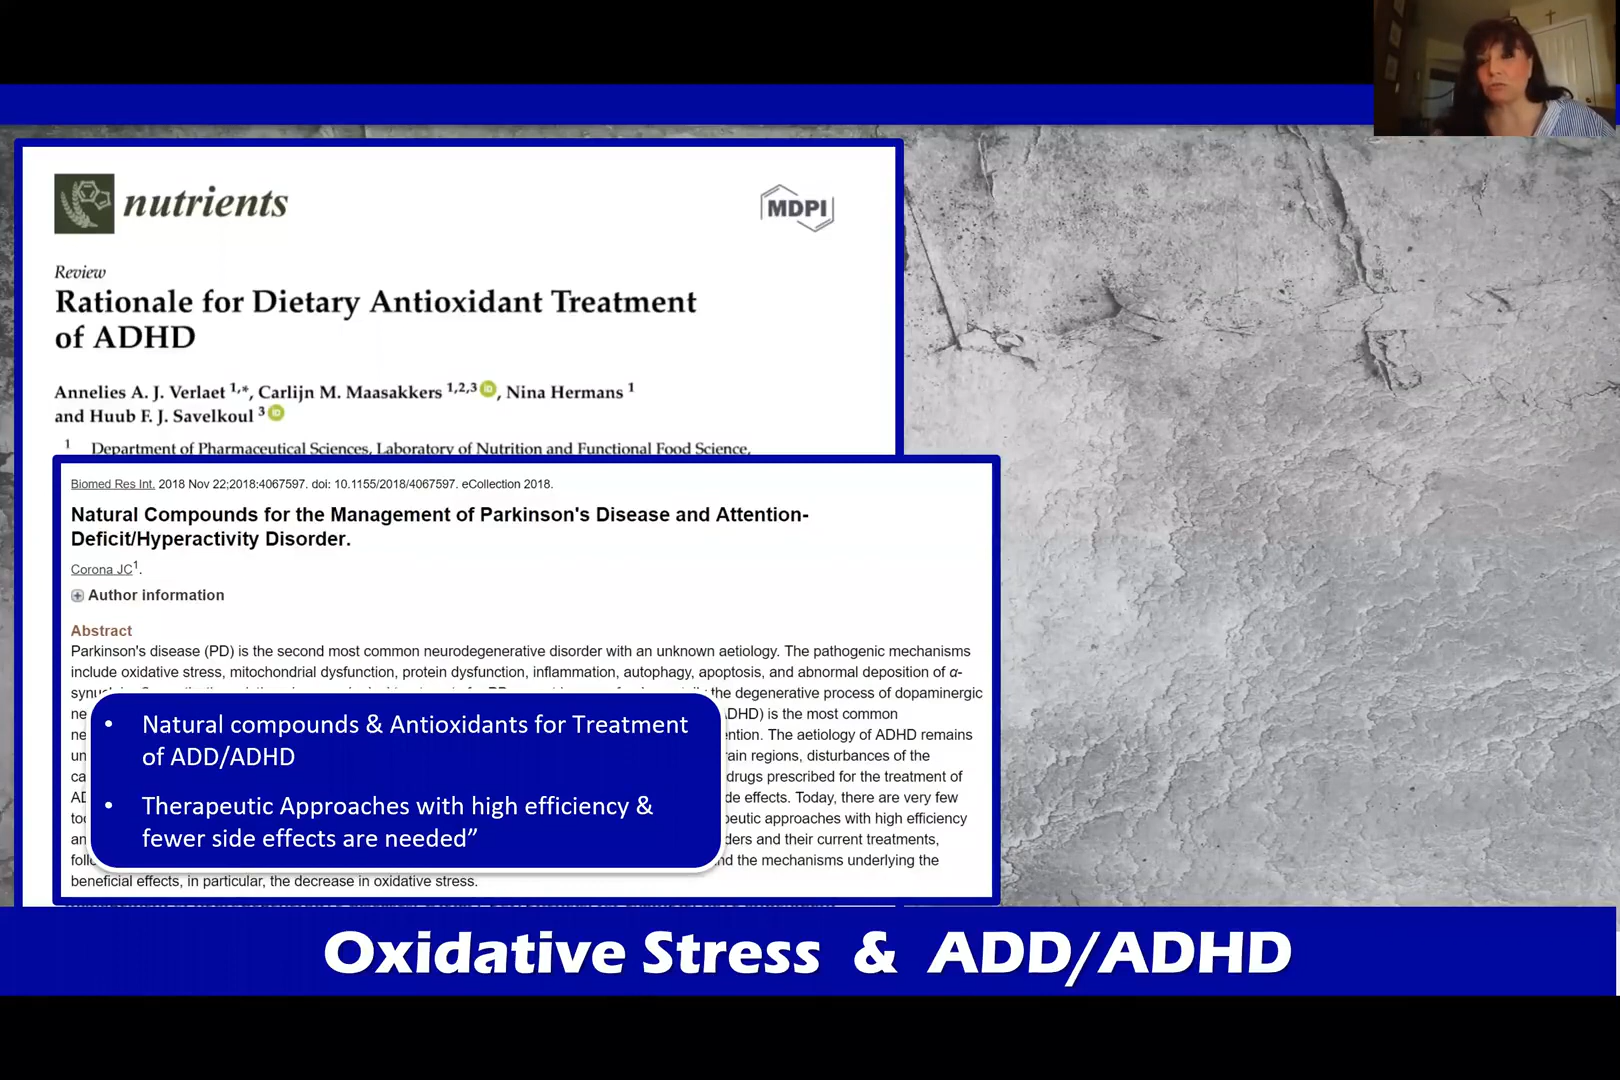 nutrients
MDPI
Review
Rationale for Dietary Antioxidant Treatment
of ADHD
Annelies A. J. Verlaet 1,*, Carlijn M. Maasakkers 1,2,3 iD, Nina Hermans 1
and Huub F. J. Savelkoul 3 iD
1 Department of Pharmaceutical Sciences, Laboratory of Nutrition and Functional Food Science,
Biomed Res Int. 2018 Nov 22;2018:4067597. doi: 10.1155/2018/4067597. eCollection 2018.
Natural Compounds for the Management of Parkinson's Disease and Attention-
Deficit/Hyperactivity Disorder.
Corona JC1.
Author information
Abstract
Parkinson's disease (PD) is the second most common neurodegenerative disorder with an unknown aetiology. The pathogenic mechanisms
include oxidative stress, mitochondrial dysfunction, protein dysfunction, inflammation, autophagy, apoptosis, and abnormal deposition of α-
the degenerative process of dopaminergic
is the most common
The aetiology of ADHD remains
regions, disturbances of the
drugs prescribed for the treatment of
effects. Today, there are very few
approaches with high efficiency
and their current treatments,
the mechanisms underlying the
beneficial effects, in particular, the decrease in oxidative stress.
• Natural compounds & Antioxidants for Treatment
of ADD/ADHD
• Therapeutic Approaches with high efficiency &
fewer side effects are needed”
Oxidative Stress & ADD/ADHD